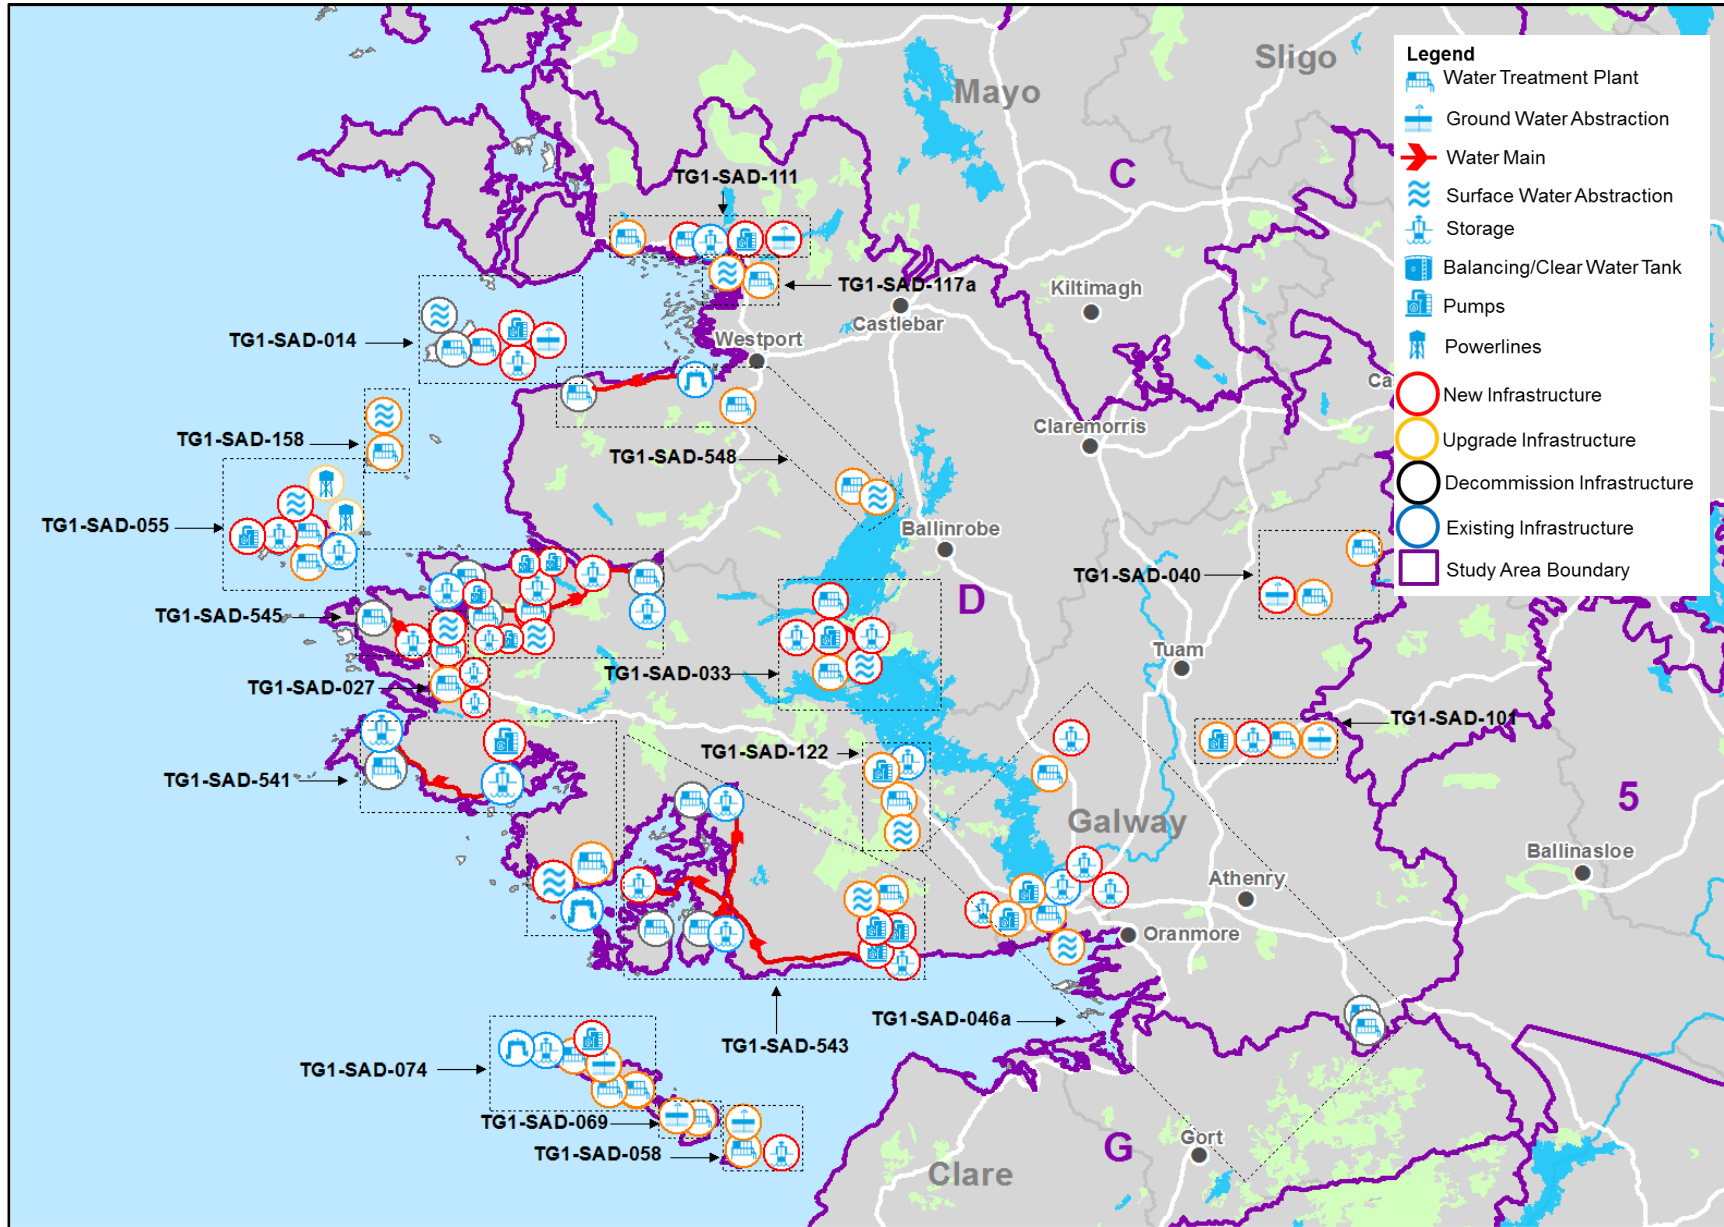 Sligo
Mayo
C
Legend
Water Treatment Plant
Ground Water Abstraction
Water Main
Surface Water Abstraction
Storage
Balancing/Clear Water Tank
Pumps
Powerlines
New Infrastructure
Upgrade Infrastructure
Decommission Infrastructure
Existing Infrastructure
Study Area Boundary
TG1-SAD-111
TG1-SAD-117a
Kiltimagh
Castlebar
TG1-SAD-014
Westport
Ca
TG1-SAD-158
Claremorris
TG1-SAD-548
TG1-SAD-055
Ballinrobe
TG1-SAD-040
D
TG1-SAD-545
Tuam
TG1-SAD-033
TG1-SAD-027
TG1-SAD-101
TG1-SAD-122
TG1-SAD-541
5
Galway
Ballinasloe
Athenry
Oranmore
TG1-SAD-046a
TG1-SAD-543
TG1-SAD-074
TG1-SAD-069
Gort
G
TG1-SAD-058
Clare